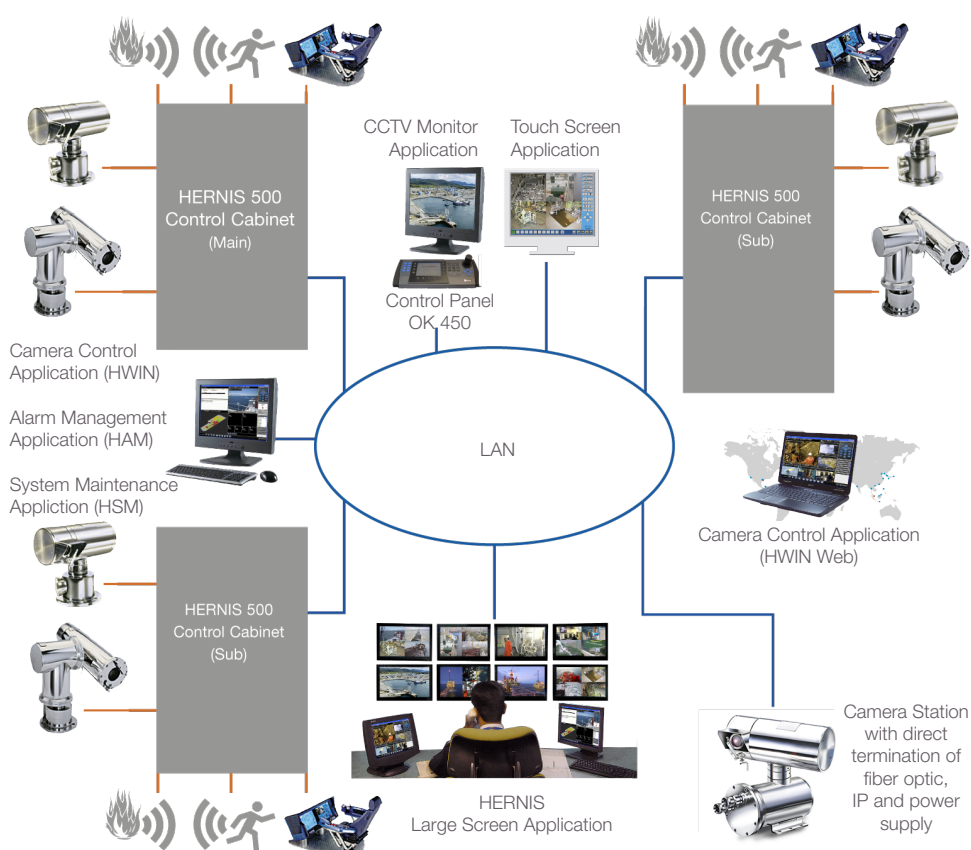 CCTV Monitor
Application
Touch Screen
Application
HERNIS 500
Control Cabinet
(Main)
HERNIS 500
Control Cabinet
(Sub)
Control Panel
OK 450
Camera Control
Application (HWIN)
Alarm Management
Application (HAM)
System Maintenance
Appliction (HSM)
LAN
Camera Control Application
(HWIN Web)
HERNIS 500
Control Cabinet
(Sub)
HERNIS
Large Screen Application
Camera Station
with direct
termination of
fiber optic,
IP and power
supply